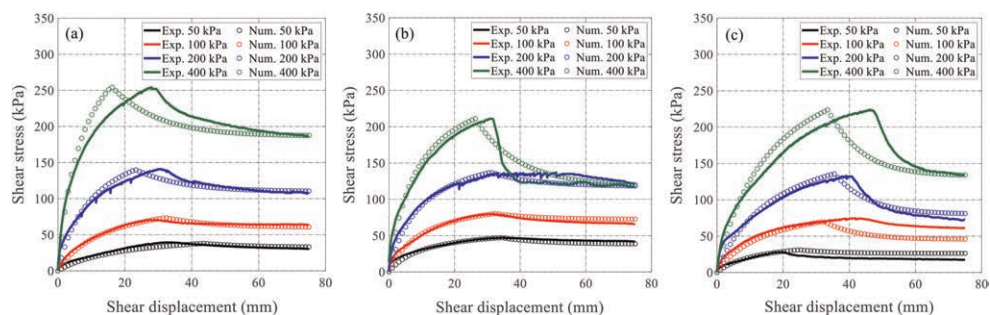 (a)
Exp. 50 kPa Num. 50 kPa
Exp. 100 kPa Num. 100 kPa
Exp. 200 kPa Num. 200 kPa
Exp. 400 kPa Num. 400 kPa
350
300
250
200
150
100
50
0
Shear stress (kPa)
0 20 40 60 80
Shear displacement (mm)
(b)
Exp. 50 kPa Num. 50 kPa
Exp. 100 kPa Num. 100 kPa
Exp. 200 kPa Num. 200 kPa
Exp. 400 kPa Num. 400 kPa
350
300
250
200
150
100
50
0
Shear stress (kPa)
0 20 40 60 80
Shear displacement (mm)
(c)
Exp. 50 kPa Num. 50 kPa
Exp. 100 kPa Num. 100 kPa
Exp. 200 kPa Num. 200 kPa
Exp. 400 kPa Num. 400 kPa
350
300
250
200
150
100
50
0
Shear stress (kPa)
0 20 40 60 80
Shear displacement (mm)